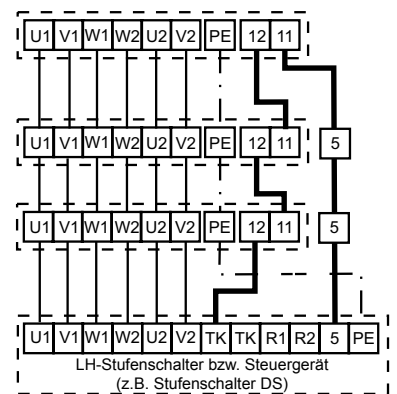 U1 V1 W1 W2 U2 V2 PE 12 11
U1 V1 W1 W2 U2 V2 PE 12 11 5
U1 V1 W1 W2 U2 V2 PE 12 11 5
U1 V1 W1 W2 U2 V2 TK TK R1 R2 5 PE
LH-Stufenschalter bzw. Steuergerät
(z.B. Stufenschalter DS)